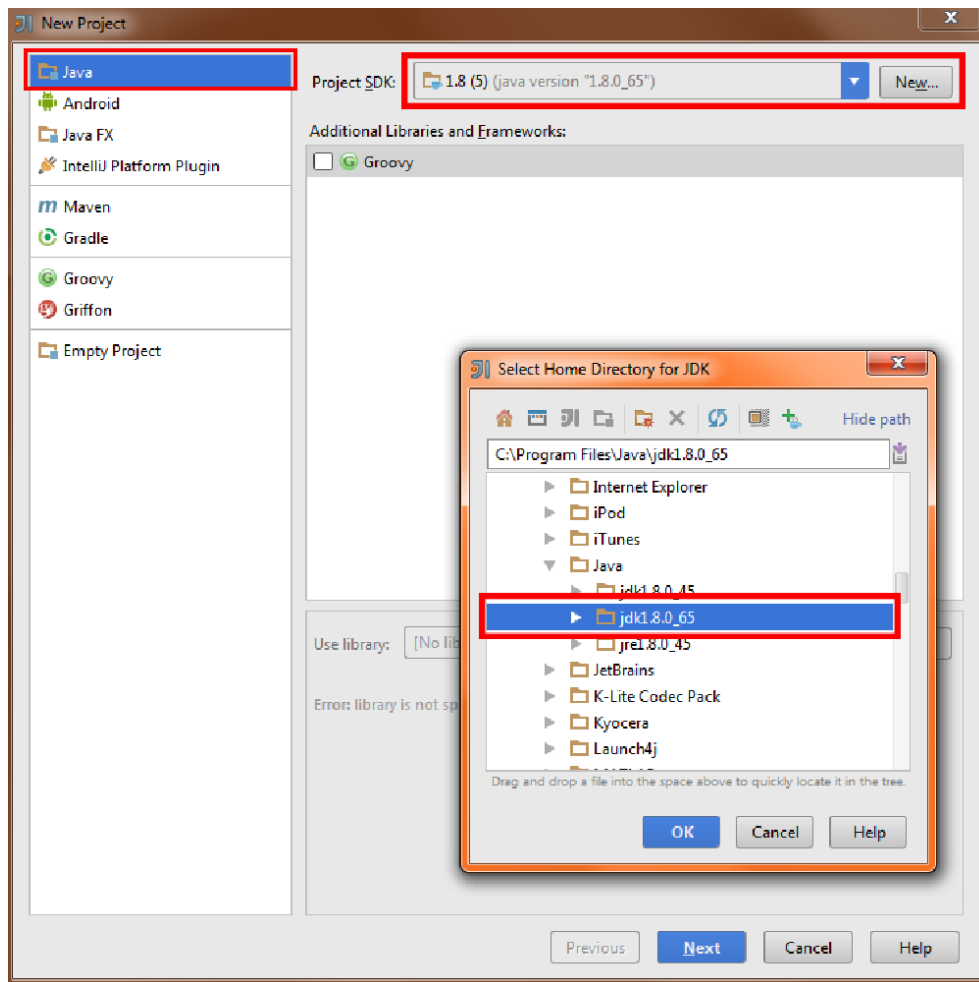 New Project
Java
Android
Java FX
IntelliJ Platform Plugin
Maven
Gradle
Groovy
Griffon
Empty Project
Project SDK: 1.8 (5) (java version "1.8.0_65") New...
Additional Libraries and Frameworks:
Groovy
Use library: [No lib
Error: library is not sp
Select Home Directory for JDK
Hide path
C:\Program Files\Java\jdk1.8.0_65
Internet Explorer
iPod
iTunes
Java
jdk1.8.0_45
jdk1.8.0_65
jre1.8.0_45
JetBrains
K-Lite Codec Pack
Kyocera
Launch4j
Drag and drop a file into the space above to quickly locate it in the tree.
OK Cancel Help
Previous Next Cancel Help